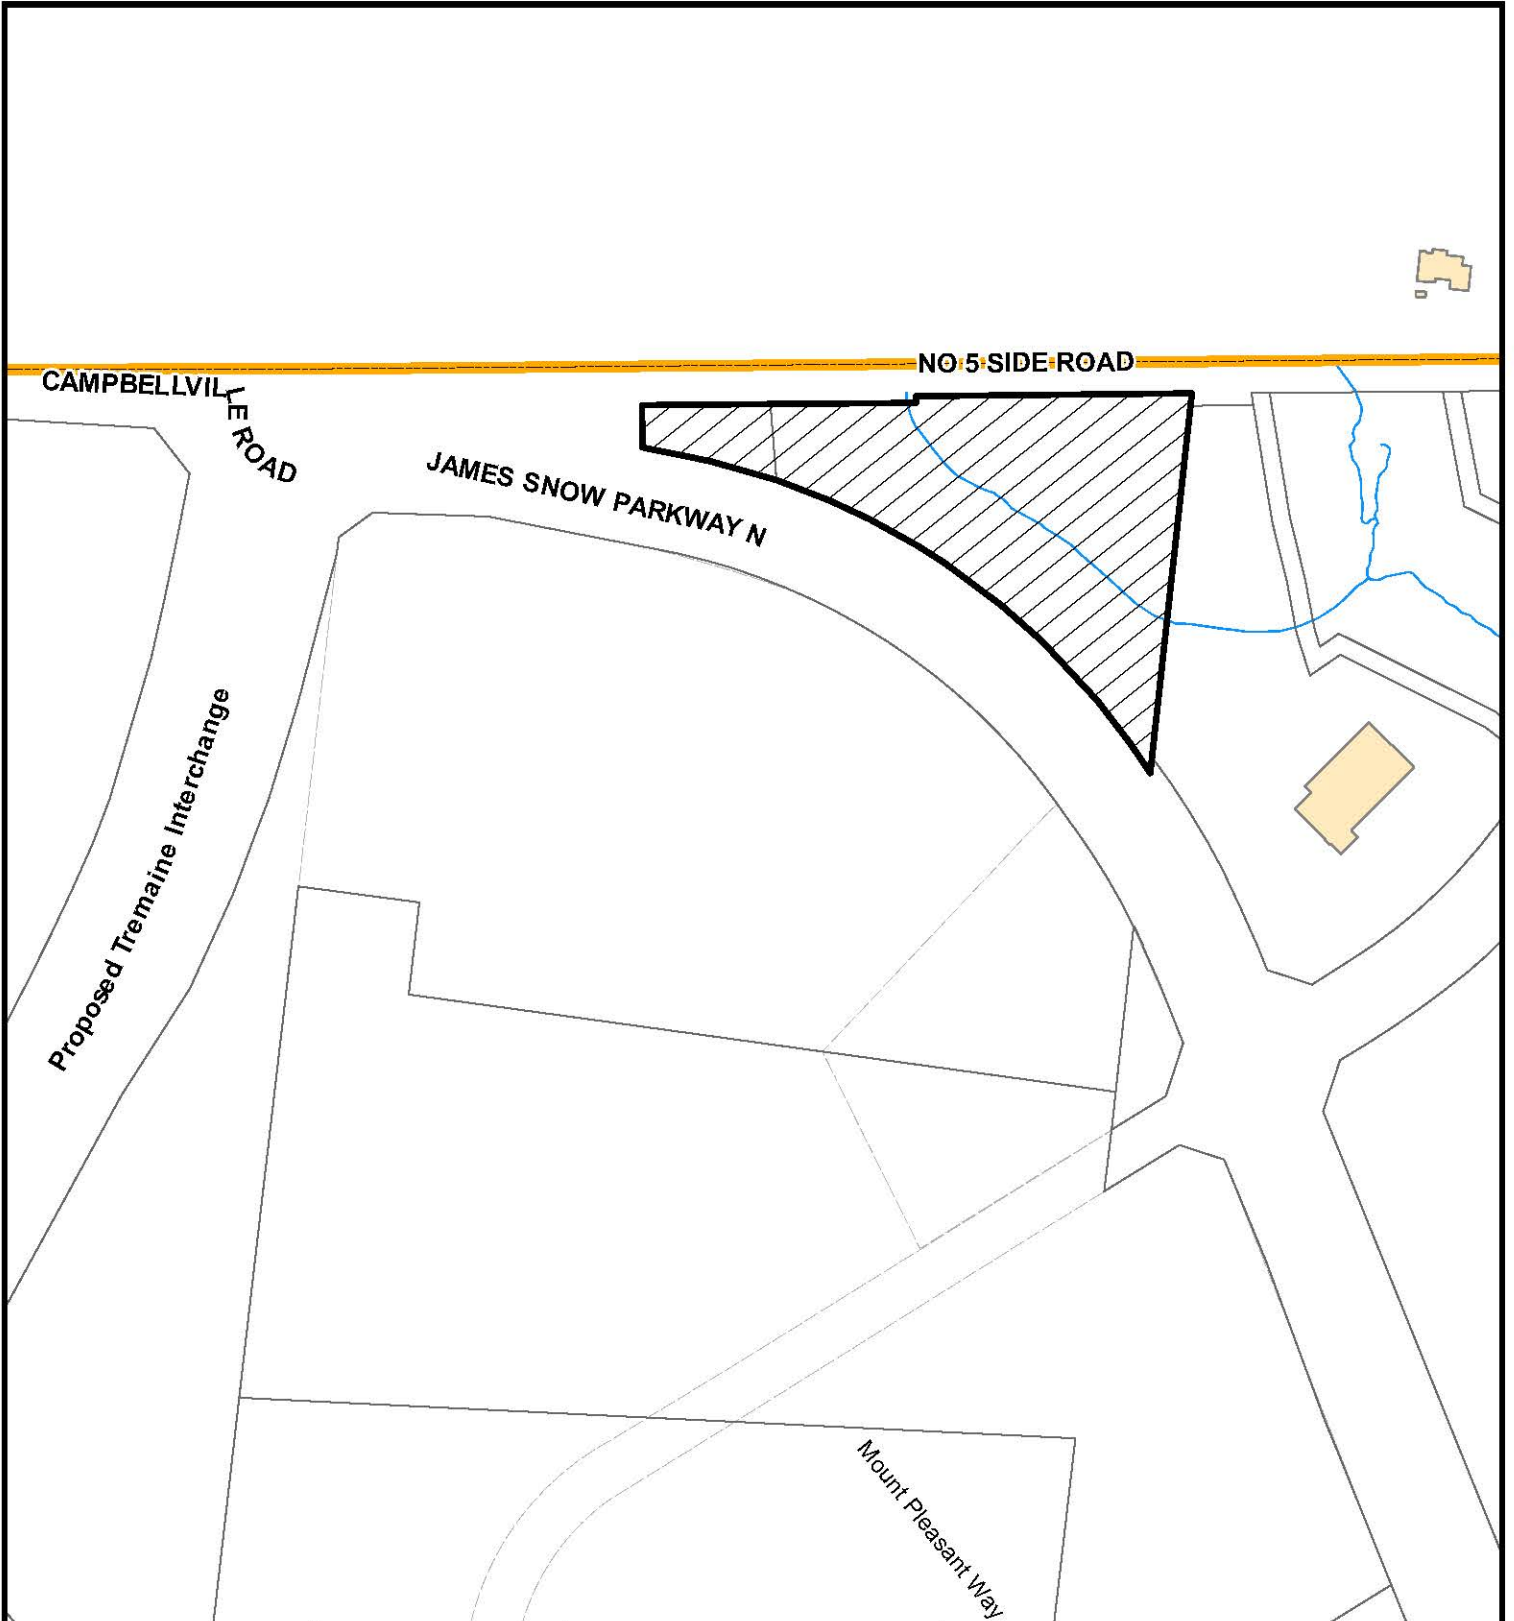 NO 5 SIDE ROAD
CAMPBELLVILLE ROAD
JAMES SNOW PARKWAY N
Proposed Tremaine Interchange
Mount Pleasant Way